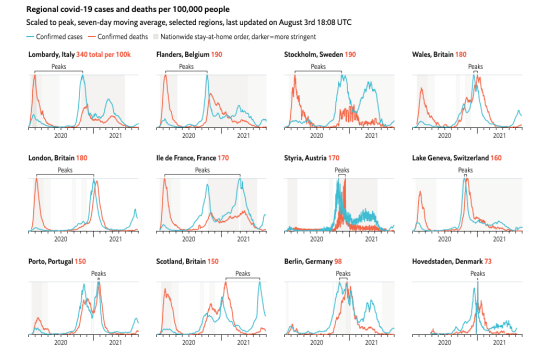 Regional covid-19 cases and deaths per 100,000 people
Scaled to peak, seven-day moving average, selected regions, last updated on August 3rd 18:08 UTC
Confirmed cases Confirmed deaths Nationwide stay-at-home order, darker=more stringent
Lombardy, Italy 340 total per 100k Flanders, Belgium 190 Stockholm, Sweden 190 Wales, Britain 180
Peaks Peaks Peaks Peaks
2020 2021 2020 2021 2020 2021 2020 2021
London, Britain 180 Ile de France, France 170 Styria, Austria 170 Lake Geneva, Switzerland 160
Peaks Peaks Peaks Peaks
2020 2021 2020 2021 2020 2021 2020 2021
Porto, Portugal 150 Scotland, Britain 150 Berlin, Germany 98 Hovedstaden, Denmark 73
Peaks Peaks Peaks Peaks
2020 2021 2020 2021 2020 2021 2020 2021